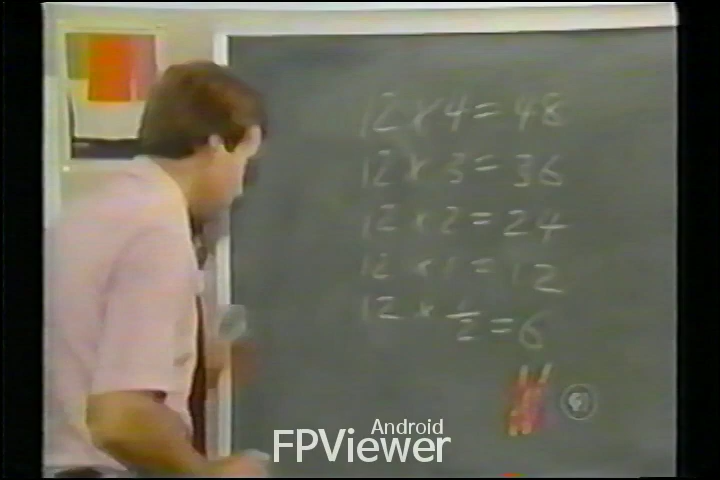 12 x 4 = 48
12 x 3 = 36
12 x 2 = 24
12 x 1 = 12
12 x 1/2 = 6
Android
FPViewer